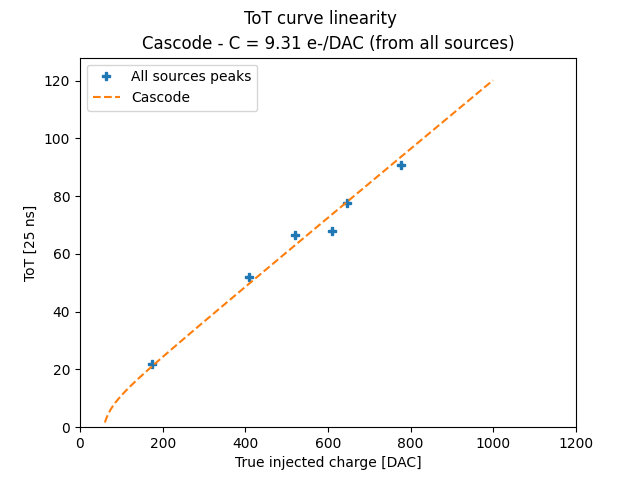 ToT curve linearity
Cascode - C = 9.31 e-/DAC (from all sources)
All sources peaks
Cascode
120
100
80
60
40
20
0
ToT [25 ns]
0 200 400 600 800 1000 1200
True injected charge [DAC]